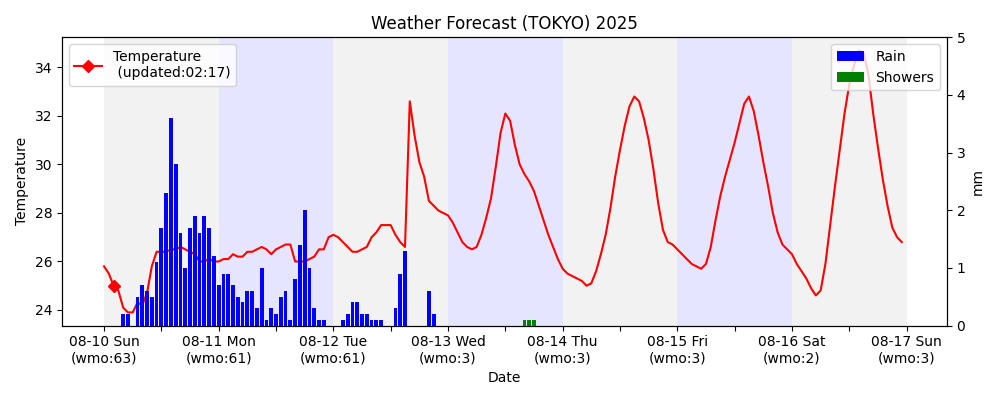 Weather Forecast (TOKYO) 2025
Temperature
(updated:02:17)
Rain
Showers
Temperature
34
32
30
28
26
24
5
4
3
2
1
0
mm
08-10 Sun
(wmo:63)
08-11 Mon
(wmo:61)
08-12 Tue
(wmo:61)
08-13 Wed
(wmo:3)
08-14 Thu
(wmo:3)
08-15 Fri
(wmo:3)
08-16 Sat
(wmo:2)
08-17 Sun
(wmo:3)
Date